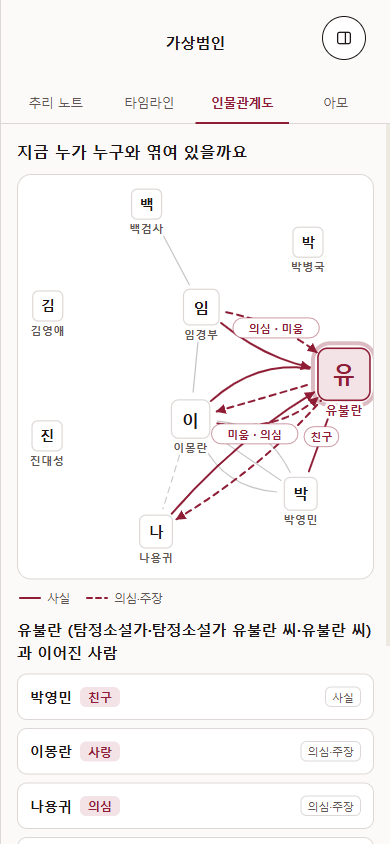 가상범인
추리 노트
타임라인
인물관계도
아모
지금 누가 누구와 엮여 있을까요
백
백검사
박
박병국
김
김영애
임
임경부
의심 · 미움
유
유불란
이
이몽란
미움 · 의심
친구
진
진대성
박
박영민
나
나용귀
사실
의심·주장
유불란 (탐정소설가·탐정소설가 유불란 씨·유불란 씨)
과 이어진 사람
박영민 친구 사실
이몽란 사랑 의심·주장
나용귀 의심 의심·주장